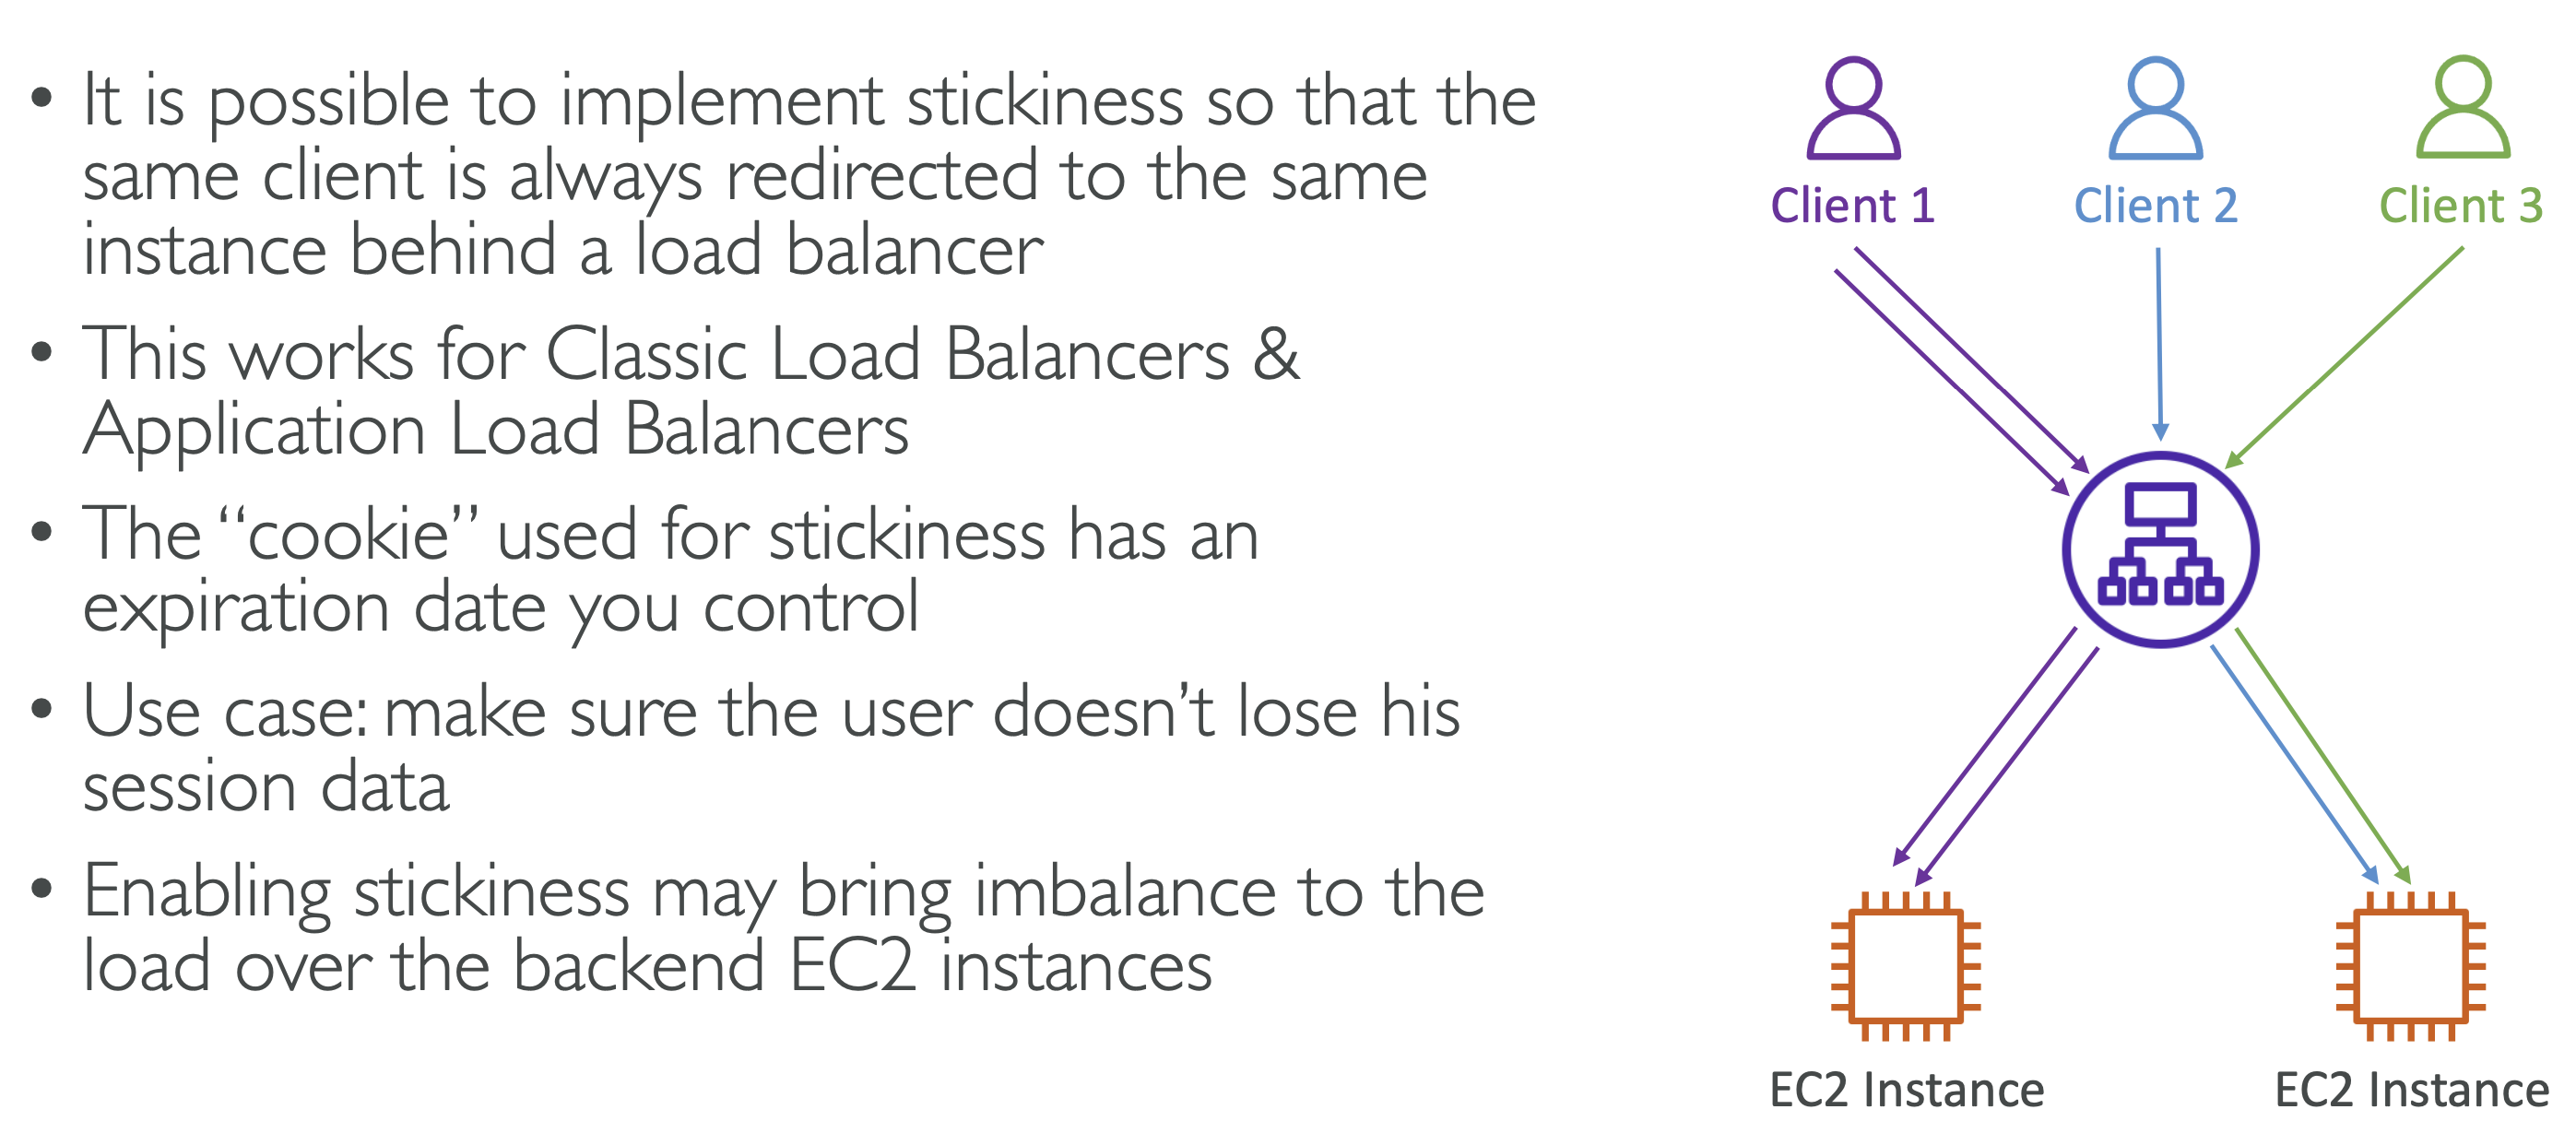 • It is possible to implement stickiness so that the
same client is always redirected to the same
instance behind a load balancer
• This works for Classic Load Balancers &
Application Load Balancers
• The “cookie” used for stickiness has an
expiration date you control
• Use case: make sure the user doesn’t lose his
session data
• Enabling stickiness may bring imbalance to the
load over the backend EC2 instances
Client 1
Client 2
Client 3
EC2 Instance
EC2 Instance